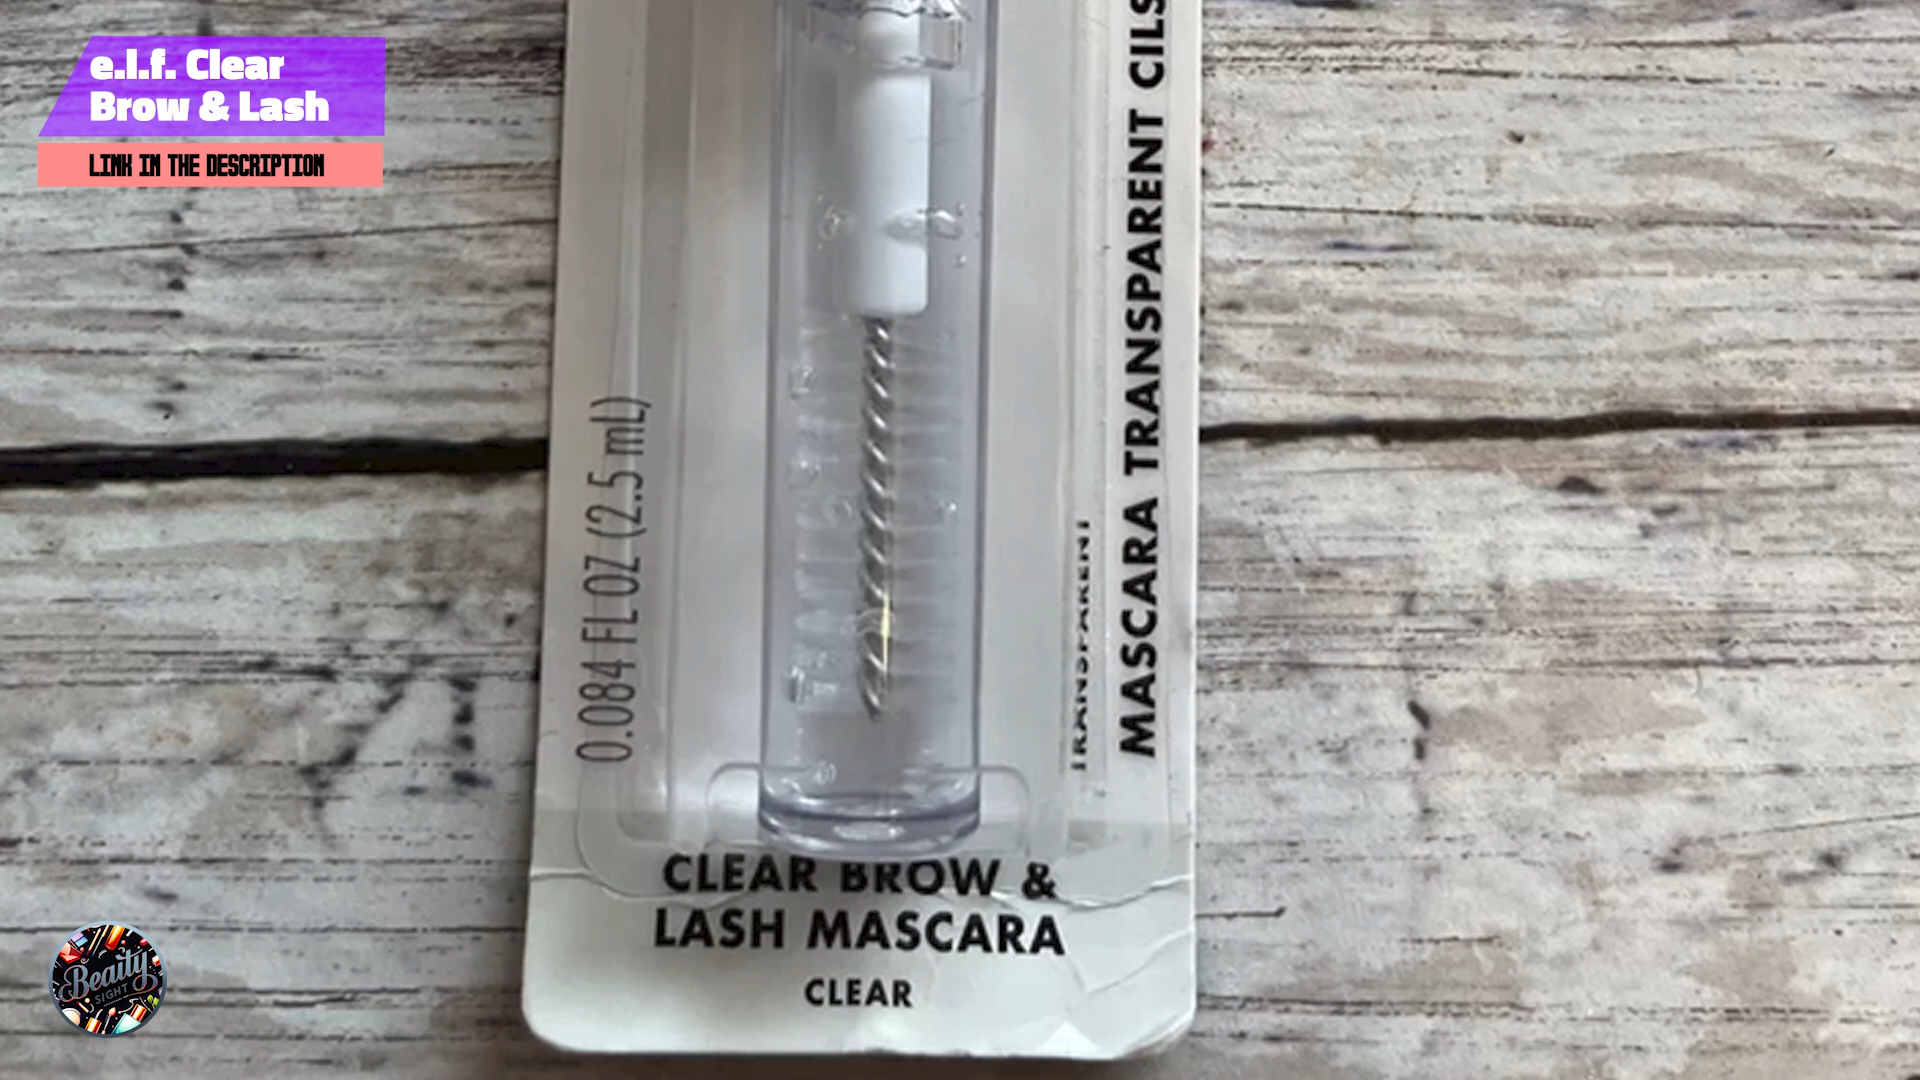 e.l.f. Clear
Brow & Lash
LINK IN THE DESCRIPTION
0.084 FL OZ (2.5 mL)
TRANSPARENT
MASCARA TRANSPARENT CILS
CLEAR BROW &
LASH MASCARA
CLEAR
Beaity
SIGHT